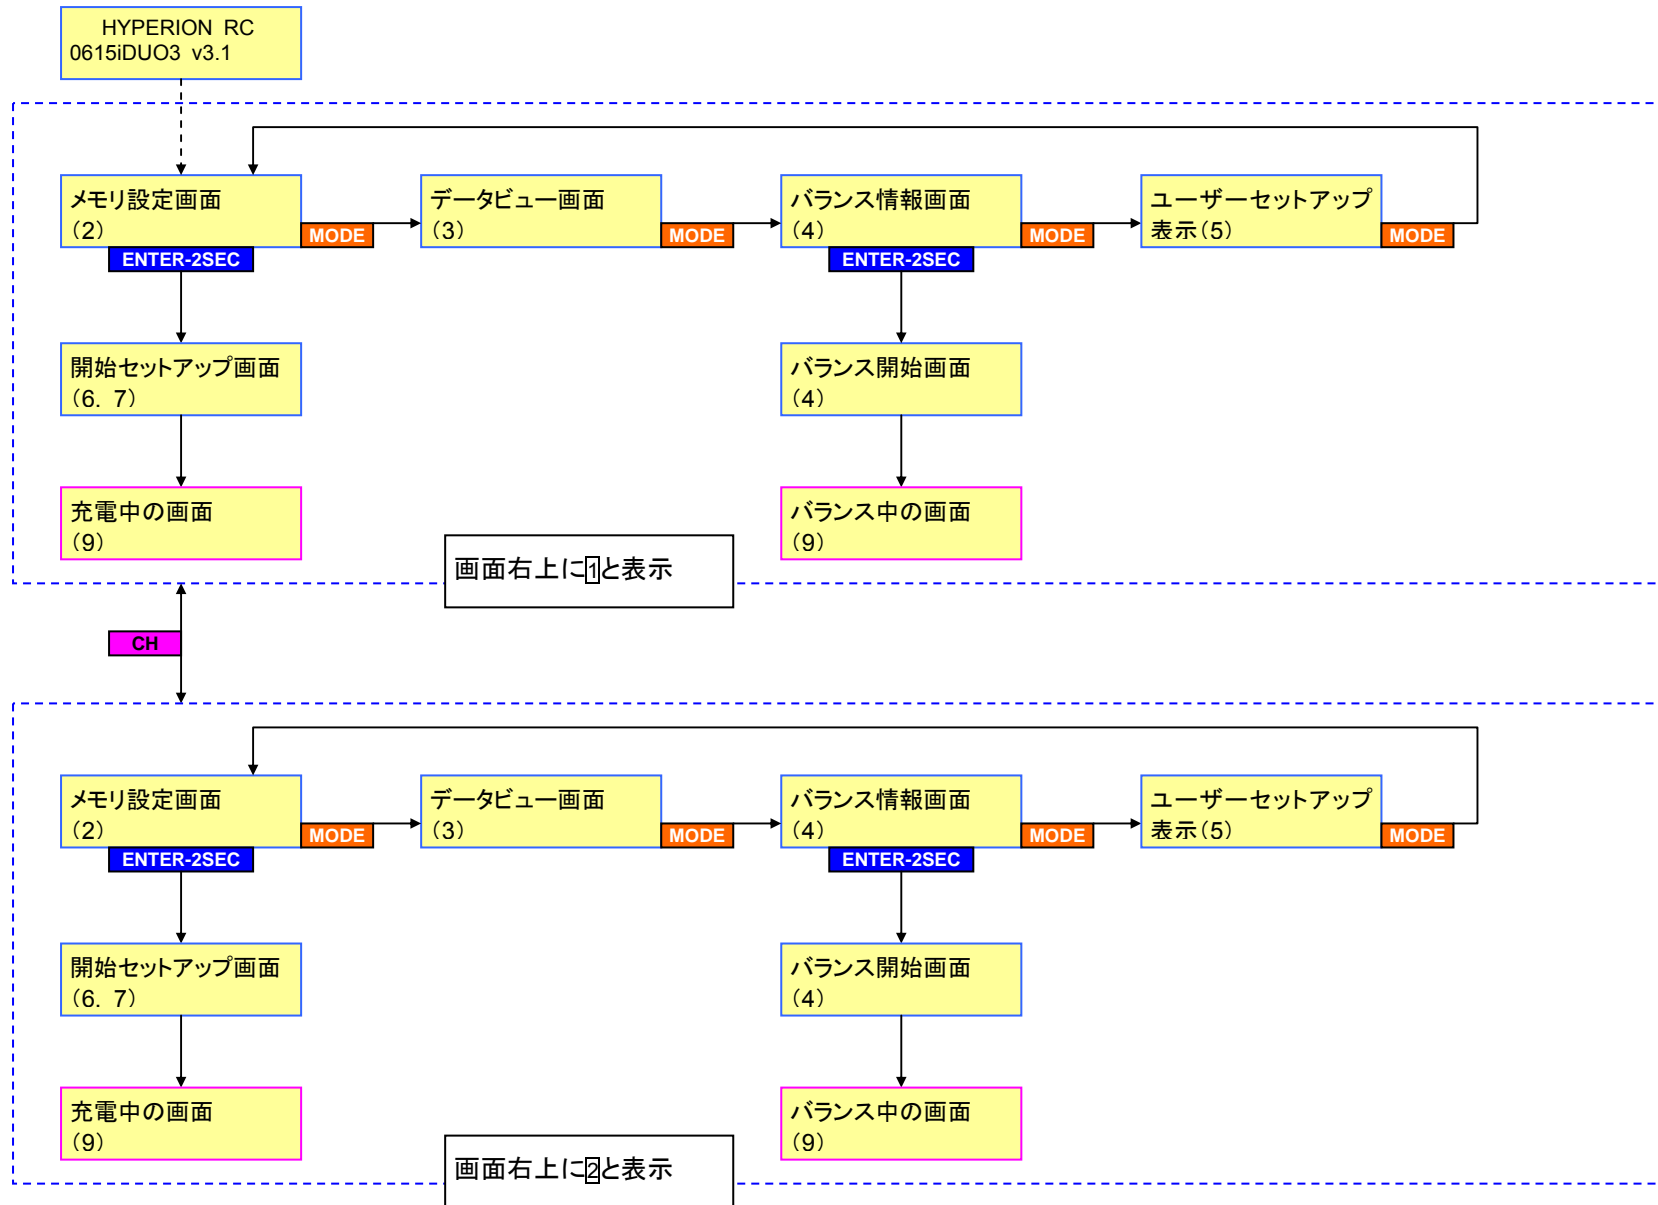 HYPERION RC
0615iDUO3 v3.1
メモリ設定画面
(2)
MODE
ENTER-2SEC
データビュー画面
(3)
MODE
バランス情報画面
(4)
MODE
ENTER-2SEC
ユーザーセットアップ
表示(5)
MODE
開始セットアップ画面
(6. 7)
バランス開始画面
(4)
充電中の画面
(9)
バランス中の画面
(9)
画面右上に1と表示
CH
メモリ設定画面
(2)
MODE
ENTER-2SEC
データビュー画面
(3)
MODE
バランス情報画面
(4)
MODE
ENTER-2SEC
ユーザーセットアップ
表示(5)
MODE
開始セットアップ画面
(6. 7)
バランス開始画面
(4)
充電中の画面
(9)
バランス中の画面
(9)
画面右上に2と表示